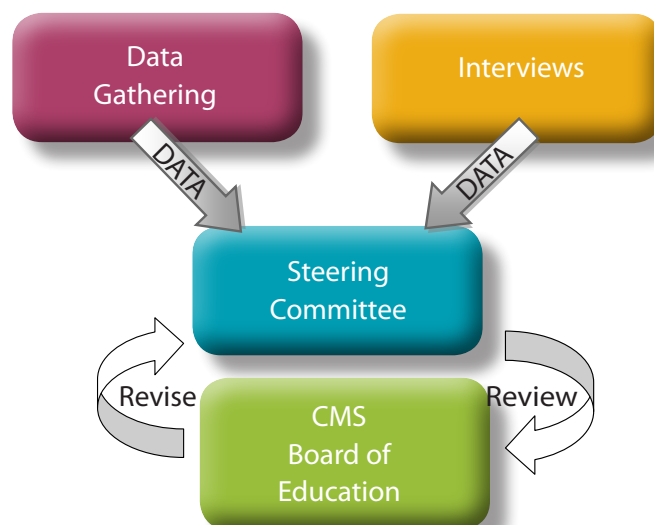 Data
Gathering
Interviews
DATA
DATA
Steering
Committee
Revise
Review
CMS
Board of
Education